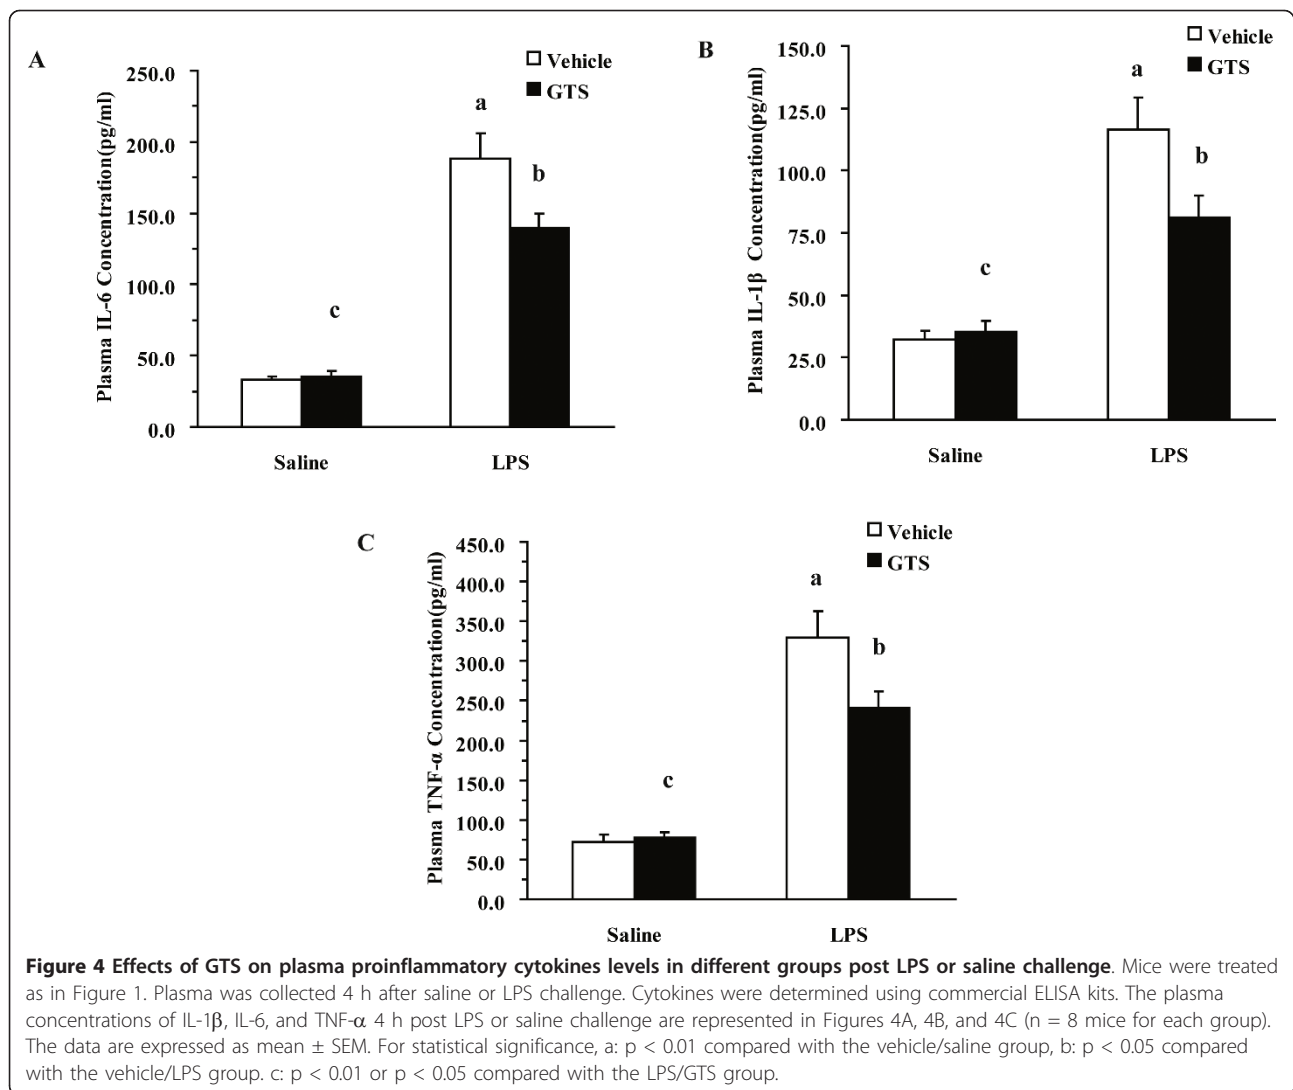 A
Vehicle
GTS
Plasma IL-6 Concentration(pg/ml)
250.0
200.0
150.0
100.0
50.0
0.0
a
b
c
Saline LPS
B
Vehicle
GTS
Plasma IL-1β Concentration(pg/ml)
150.0
125.0
100.0
75.0
50.0
25.0
0.0
a
b
c
Saline LPS
C
Vehicle
GTS
Plasma TNF-α Concentration(pg/ml)
450.0
400.0
350.0
300.0
250.0
200.0
150.0
100.0
50.0
0.0
a
b
c
Saline LPS
Figure 4 Effects of GTS on plasma proinflammatory cytokines levels in different groups post LPS or saline challenge. Mice were treated
as in Figure 1. Plasma was collected 4 h after saline or LPS challenge. Cytokines were determined using commercial ELISA kits. The plasma
concentrations of IL-1β, IL-6, and TNF-α 4 h post LPS or saline challenge are represented in Figures 4A, 4B, and 4C (n = 8 mice for each group).
The data are expressed as mean ± SEM. For statistical significance, a: p < 0.01 compared with the vehicle/saline group, b: p < 0.05 compared
with the vehicle/LPS group. c: p < 0.01 or p < 0.05 compared with the LPS/GTS group.